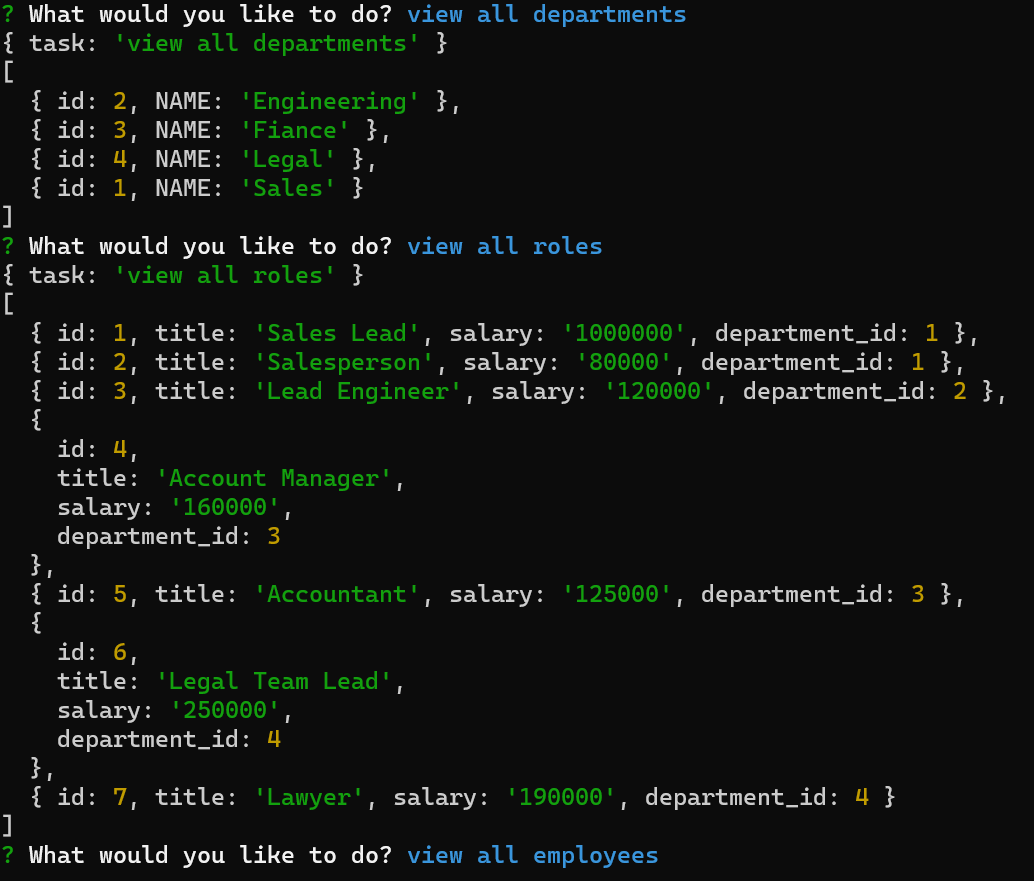 ? What would you like to do? view all departments
{ task: 'view all departments' }
[
  { id: 2, NAME: 'Engineering' },
  { id: 3, NAME: 'Fiance' },
  { id: 4, NAME: 'Legal' },
  { id: 1, NAME: 'Sales' }
]
? What would you like to do? view all roles
{ task: 'view all roles' }
[
  { id: 1, title: 'Sales Lead', salary: '1000000', department_id: 1 },
  { id: 2, title: 'Salesperson', salary: '80000', department_id: 1 },
  { id: 3, title: 'Lead Engineer', salary: '120000', department_id: 2 },
  {
    id: 4,
    title: 'Account Manager',
    salary: '160000',
    department_id: 3
  },
  { id: 5, title: 'Accountant', salary: '125000', department_id: 3 },
  {
    id: 6,
    title: 'Legal Team Lead',
    salary: '250000',
    department_id: 4
  },
  { id: 7, title: 'Lawyer', salary: '190000', department_id: 4 }
]
? What would you like to do? view all employees